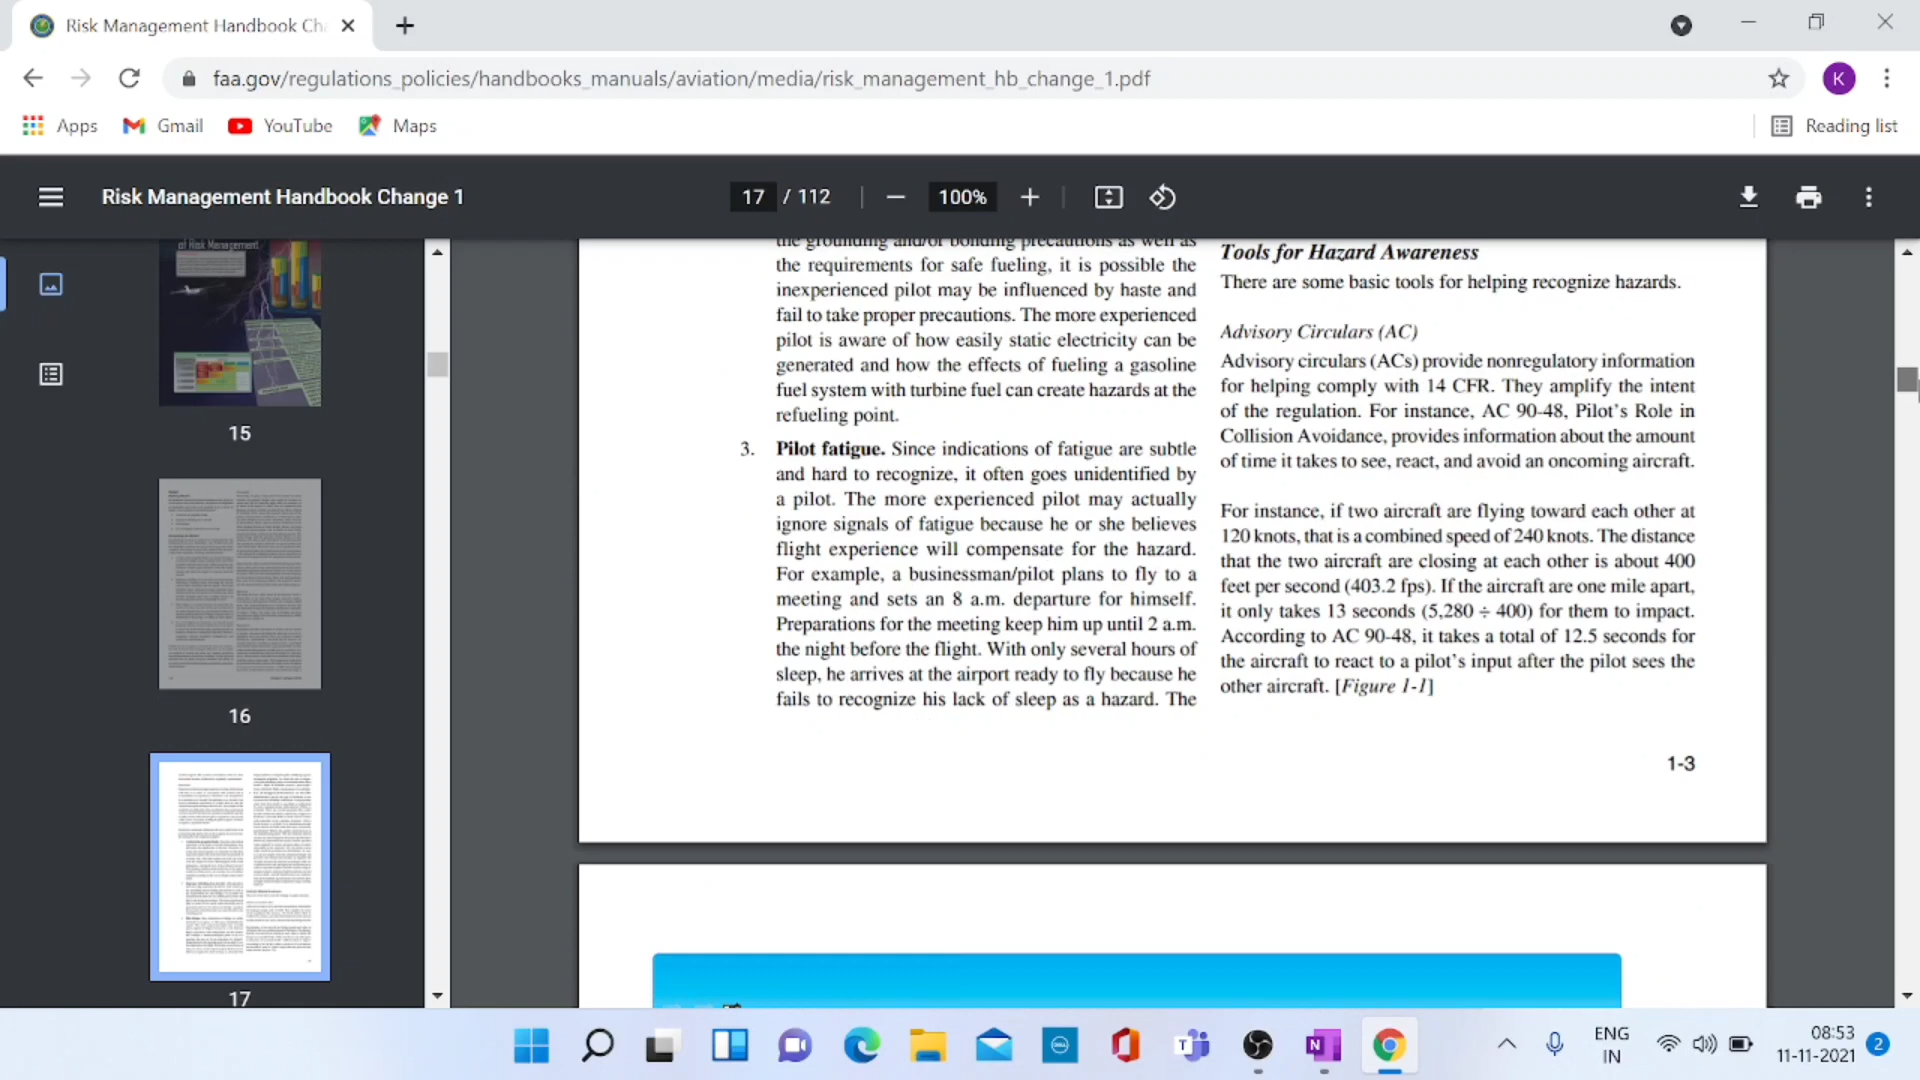 Risk Management Handbook Ch
faa.gov/regulations_policies/handbooks_manuals/aviation/media/risk_management_hb_change_1.pdf
K
Apps
Gmail
YouTube
Maps
Reading list
Risk Management Handbook Change 1
17 / 112
100%
of Risk Management
15
16
17
the grounding and/or bonding precautions as well as
the requirements for safe fueling, it is possible the
inexperienced pilot may be influenced by haste and
fail to take proper precautions. The more experienced
pilot is aware of how easily static electricity can be
generated and how the effects of fueling a gasoline
fuel system with turbine fuel can create hazards at the
refueling point.
3. Pilot fatigue. Since indications of fatigue are subtle
and hard to recognize, it often goes unidentified by
a pilot. The more experienced pilot may actually
ignore signals of fatigue because he or she believes
flight experience will compensate for the hazard.
For example, a businessman/pilot plans to fly to a
meeting and sets an 8 a.m. departure for himself.
Preparations for the meeting keep him up until 2 a.m.
the night before the flight. With only several hours of
sleep, he arrives at the airport ready to fly because he
fails to recognize his lack of sleep as a hazard. The
Tools for Hazard Awareness
There are some basic tools for helping recognize hazards.
Advisory Circulars (AC)
Advisory circulars (ACs) provide nonregulatory information
for helping comply with 14 CFR. They amplify the intent
of the regulation. For instance, AC 90-48, Pilot's Role in
Collision Avoidance, provides information about the amount
of time it takes to see, react, and avoid an oncoming aircraft.
For instance, if two aircraft are flying toward each other at
120 knots, that is a combined speed of 240 knots. The distance
that the two aircraft are closing at each other is about 400
feet per second (403.2 fps). If the aircraft are one mile apart,
it only takes 13 seconds (5,280 ÷ 400) for them to impact.
According to AC 90-48, it takes a total of 12.5 seconds for
the aircraft to react to a pilot's input after the pilot sees the
other aircraft. [Figure 1-1]
1-3
ENG
IN
08:53
11-11-2021
2